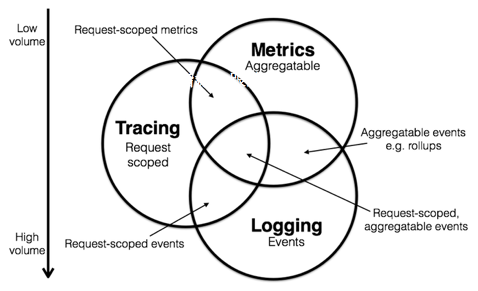 Low
volume
Request-scoped metrics
Metrics
Aggregatable
Tracing
Request
scoped
Aggregatable events
e.g. rollups
Request-scoped,
aggregatable events
Logging
Events
High
volume
Request-scoped events